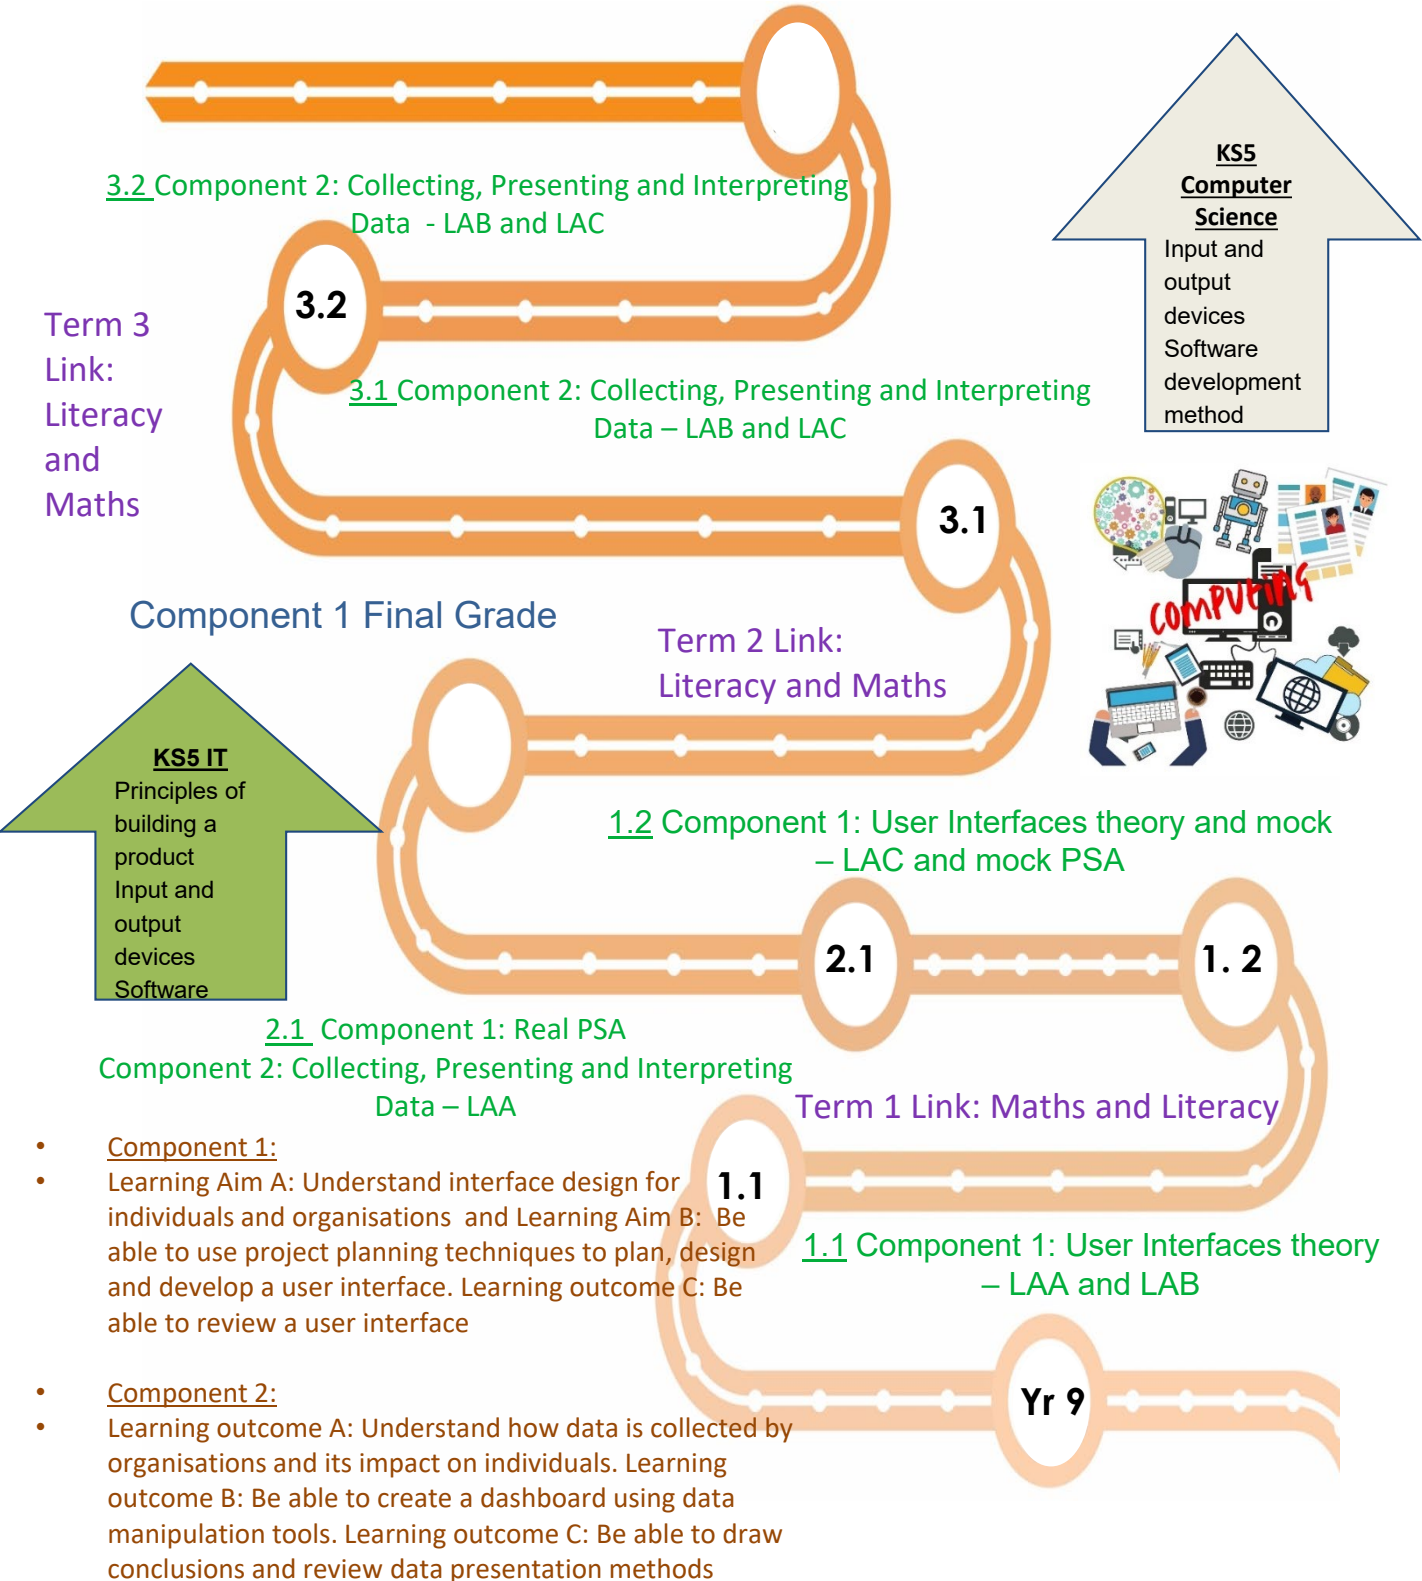 3.2 Component 2: Collecting, Presenting and Interpreting
Data - LAB and LAC
KS5
Computer
Science
Input and
output
devices
Software
development
method
3.2
Term 3
Link:
Literacy
and
Maths
3.1 Component 2: Collecting, Presenting and Interpreting
Data – LAB and LAC
3.1
COMPUTING
Component 1 Final Grade
Term 2 Link:
Literacy and Maths
KS5 IT
Principles of
building a
product
Input and
output
devices
Software
1.2 Component 1: User Interfaces theory and mock
– LAC and mock PSA
2.1
1. 2
2.1 Component 1: Real PSA
Component 2: Collecting, Presenting and Interpreting
Data – LAA
Term 1 Link: Maths and Literacy
1.1
• Component 1:
• Learning Aim A: Understand interface design for
individuals and organisations and Learning Aim B: Be
able to use project planning techniques to plan, design
and develop a user interface. Learning outcome C: Be
able to review a user interface
1.1 Component 1: User Interfaces theory
– LAA and LAB
Yr 9
• Component 2:
• Learning outcome A: Understand how data is collected by
organisations and its impact on individuals. Learning
outcome B: Be able to create a dashboard using data
manipulation tools. Learning outcome C: Be able to draw
conclusions and review data presentation methods